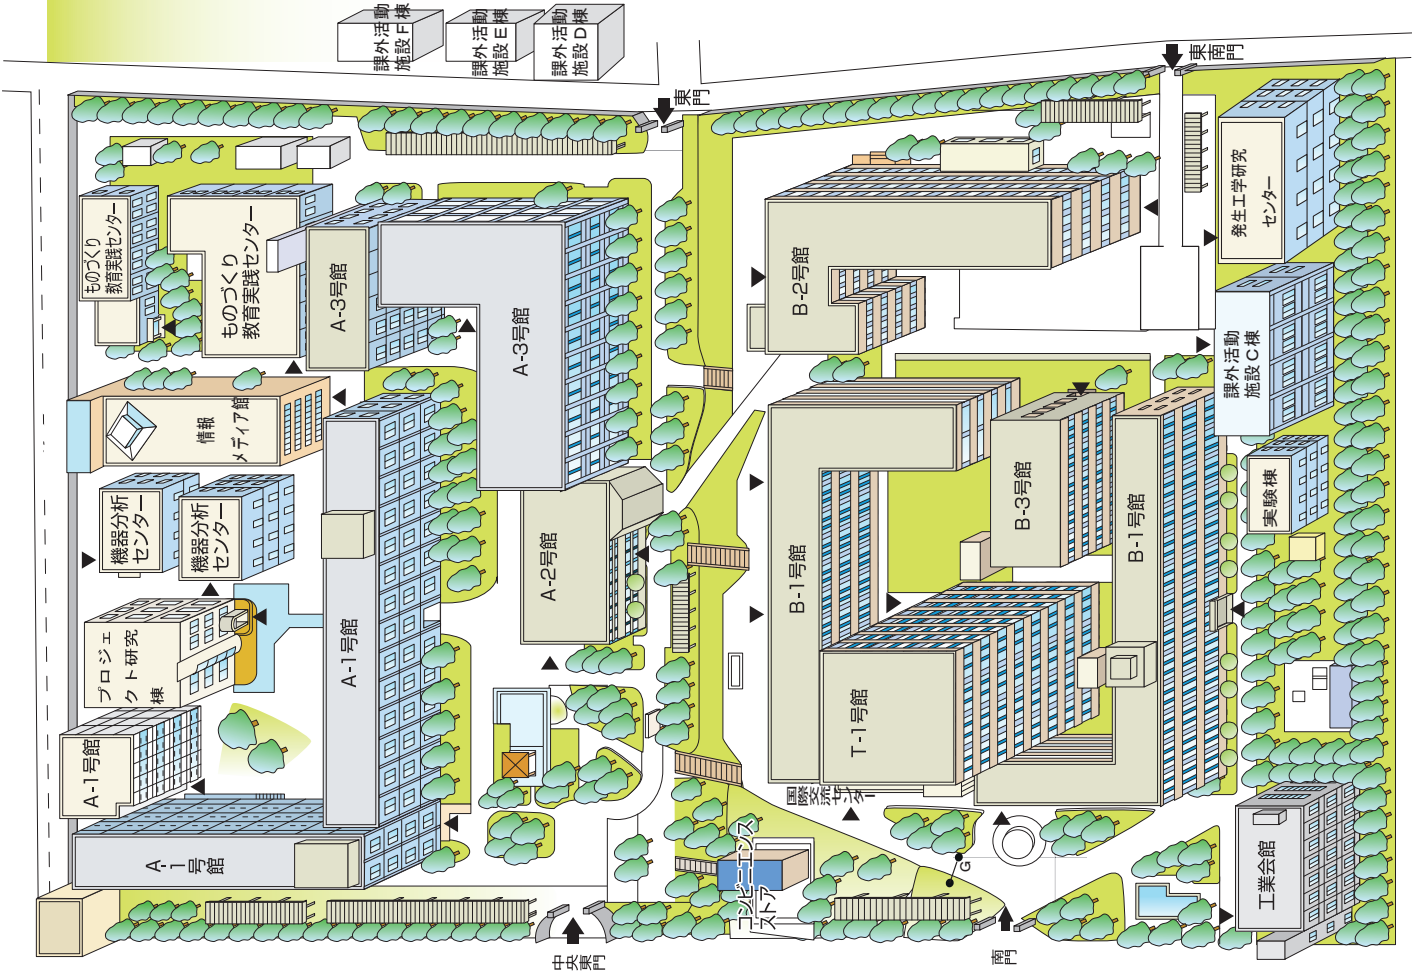 課外活動
施設F棟
課外活動
施設E棟
課外活動
施設D棟
東門
東南門
ものづくり
教育実践センター
ものづくり
教育実践センター
A-3号館
A-3号館
B-2号館
発生工学研究
センター
課外活動
施設C棟
情報
メディア館
機器分析
センター
機器分析
センター
A-2号館
B-3号館
B-1号館
実験棟
B-1号館
プロジェ
クト研究
棟
A-1号館
T-1号館
A-1号館
国際交流センター
A-1号館
コンビニエンス
ストア
G
工業会館
中央東門
南門